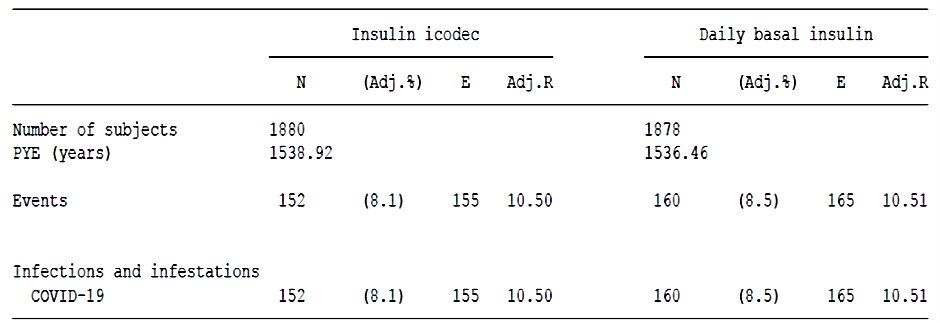 Insulin icodec Daily basal insulin
N (Adj.%) E Adj.R N (Adj.%) E Adj.R
Number of subjects 1880 1878
PYE (years) 1538.92 1536.46
Events 152 (8.1) 155 10.50 160 (8.5) 165 10.51
Infections and infestations
COVID-19 152 (8.1) 155 10.50 160 (8.5) 165 10.51